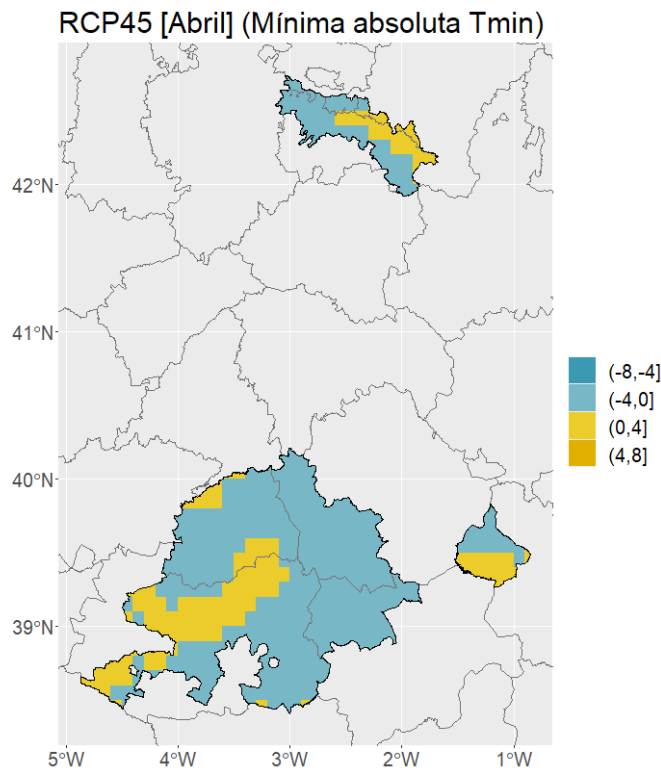 RCP45 [Abril] (Mínima absoluta Tmin)
42°N
41°N
40°N
39°N
5°W 4°W 3°W 2°W 1°W
(-8,-4]
(-4,0]
(0,4]
(4,8]